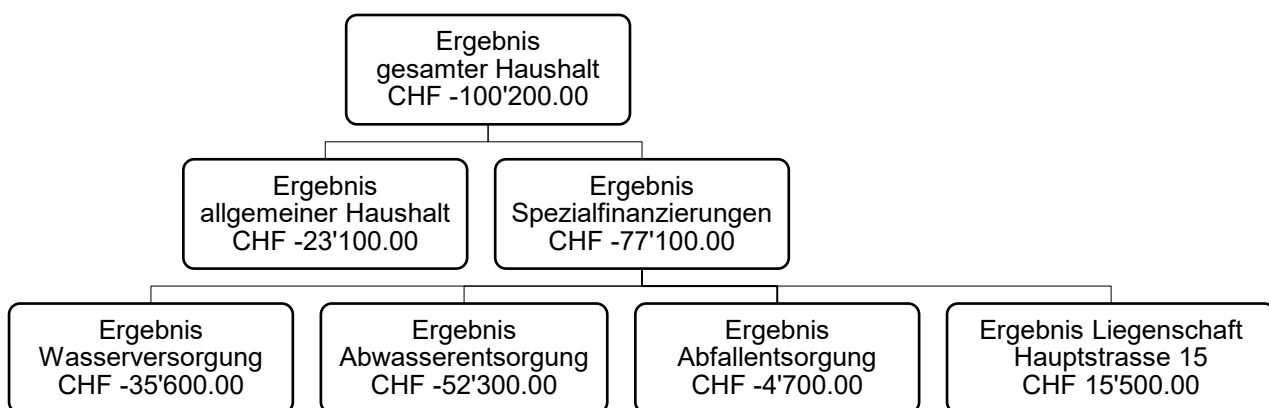 Ergebnis
gesamter Haushalt
CHF -100'200.00
Ergebnis
allgemeiner Haushalt
CHF -23'100.00
Ergebnis
Spezialfinanzierungen
CHF -77'100.00
Ergebnis
Wasserversorgung
CHF -35'600.00
Ergebnis
Abwasserentsorgung
CHF -52'300.00
Ergebnis
Abfallentsorgung
CHF -4'700.00
Ergebnis Liegenschaft
Hauptstrasse 15
CHF 15'500.00